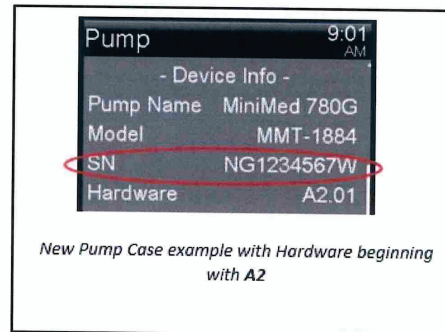 Pump 9:01 AM
- Device Info -
Pump Name MiniMed 780G
Model MMT-1884
SN NG1234567W
Hardware A2.01
New Pump Case example with Hardware beginning
with A2